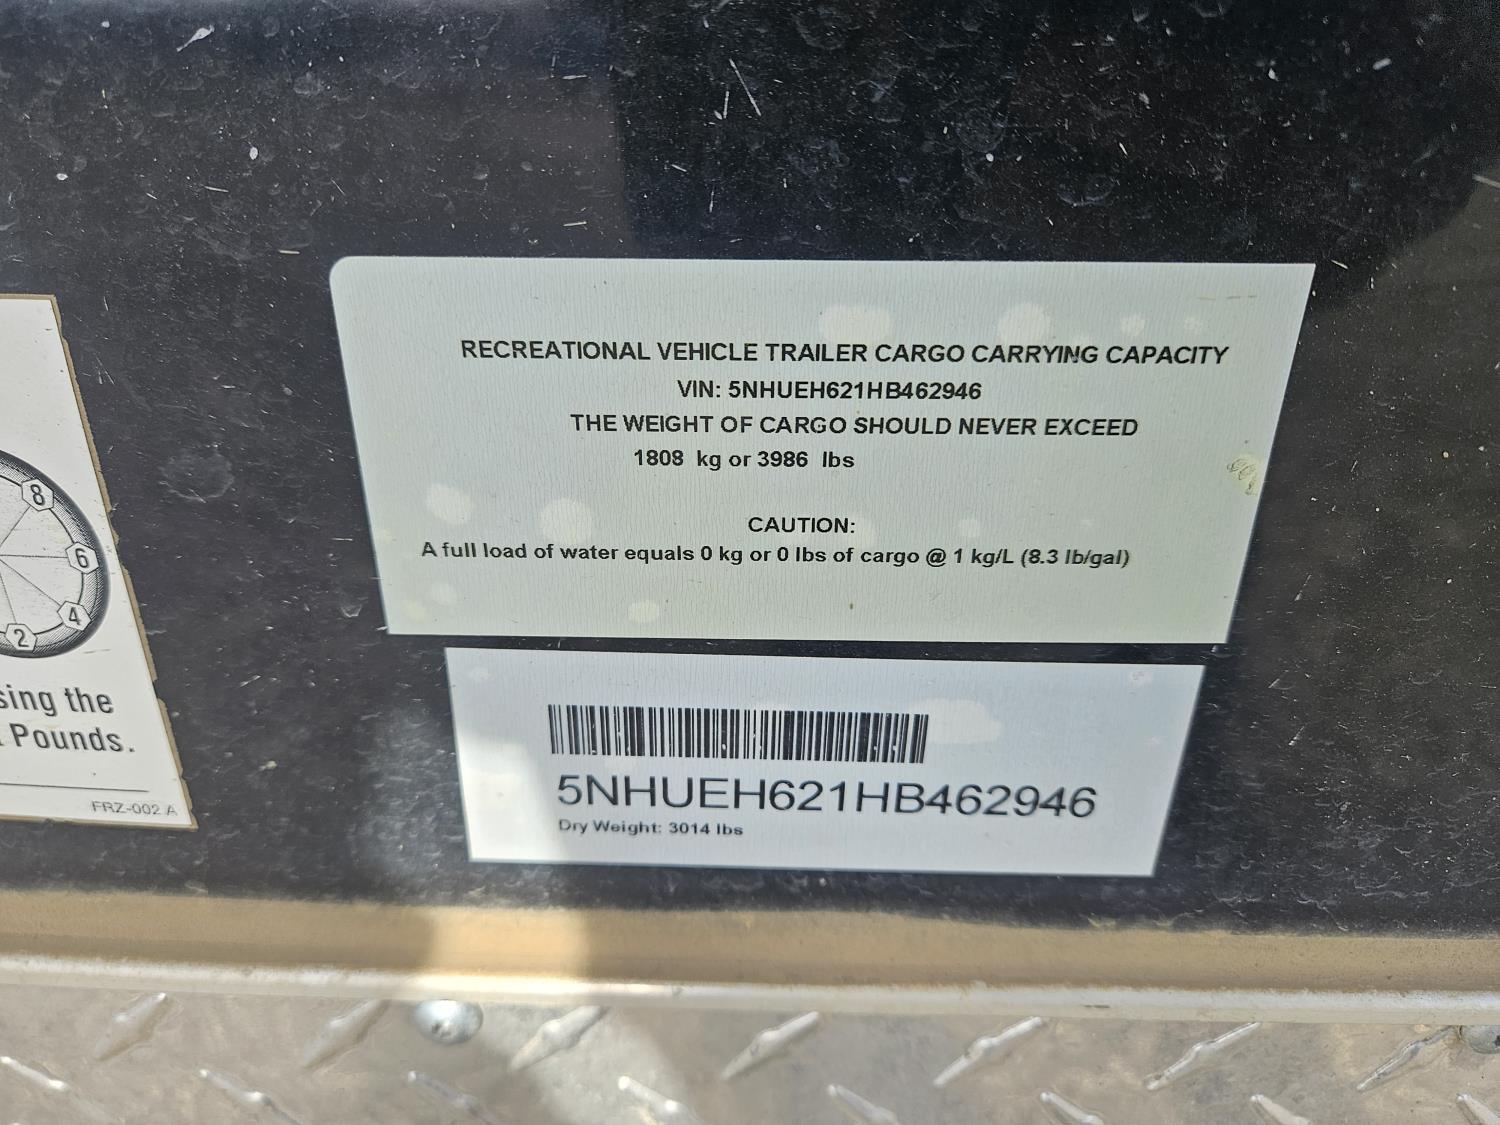 RECREATIONAL VEHICLE TRAILER CARGO CARRYING CAPACITY
VIN: 5NHUEH621HB462946
THE WEIGHT OF CARGO SHOULD NEVER EXCEED
1808 kg or 3986 lbs
CAUTION:
A full load of water equals 0 kg or 0 lbs of cargo @ 1 kg/L (8.3 lb/gal)
5NHUEH621HB462946
Dry Weight: 3014 lbs
8
6
4
2
the
Pounds.
FRZ-002 A